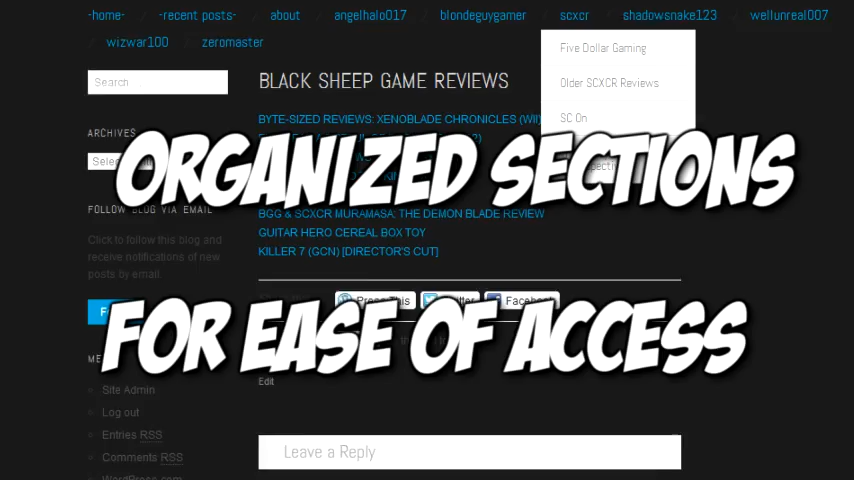 -home- / -recent posts- / about / angelhalo017 / blondeguygamer / scxcr / shadowsnake123 / wellunreal007
/ wizwar100 / zeromaster
Five Dollar Gaming
Older SCXCR Reviews
SC On
Search
BLACK SHEEP GAME REVIEWS
BYTE-SIZED REVIEWS: XENOBLADE CHRONICLES (WII)
ARCHIVES
ORGANIZED SECTIONS
FOLLOW BLOG VIA EMAIL
BGG & SCXCR MURAMASA: THE DEMON BLADE REVIEW
GUITAR HERO CEREAL BOX TOY
KILLER 7 (GCN) [DIRECTOR'S CUT]
Click to follow this blog and
receive notifications of new
posts by email.
Press This
Facebook
FOR EASE OF ACCESS
Edit
Site Admin
Log out
Entries RSS
Comments RSS
WordPress.com
Leave a Reply